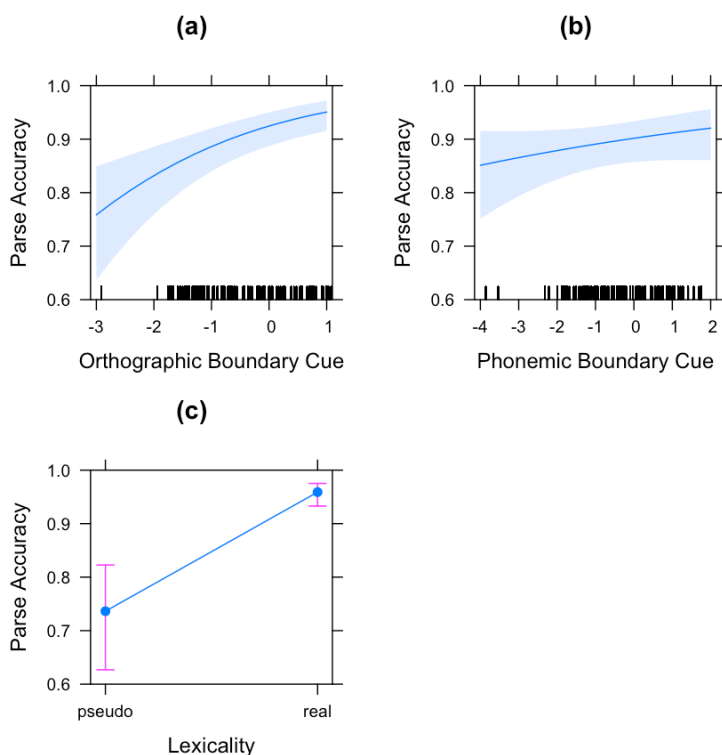 (a)
Parse Accuracy
1.0
0.9
0.8
0.7
0.6
-3 -2 -1 0 1
Orthographic Boundary Cue
(b)
Parse Accuracy
1.0
0.9
0.8
0.7
0.6
-4 -3 -2 -1 0 1 2
Phonemic Boundary Cue
(c)
Parse Accuracy
1.0
0.9
0.8
0.7
0.6
pseudo real
Lexicality